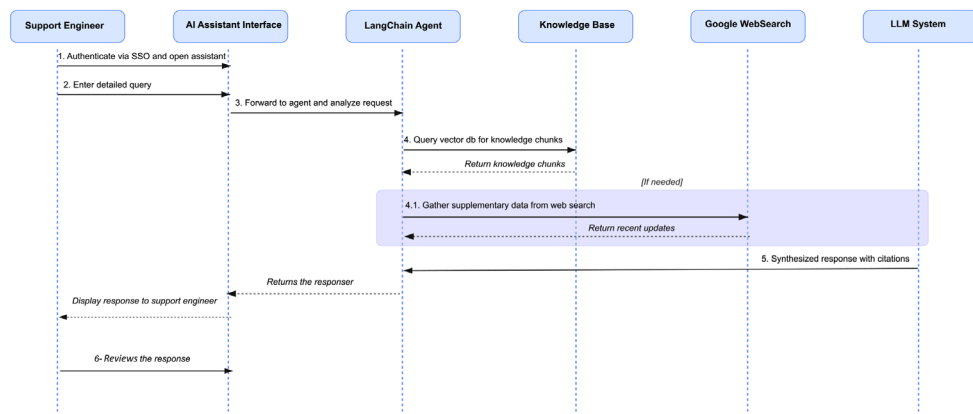 Support Engineer
AI Assistant Interface
LangChain Agent
Knowledge Base
Google WebSearch
LLM System
1. Authenticate via SSO and open assistant
2. Enter detailed query
3. Forward to agent and analyze request
4. Query vector db for knowledge chunks
Return knowledge chunks
[If needed]
4.1. Gather supplementary data from web search
Return recent updates
5. Synthesized response with citations
Returns the responser
Display response to support engineer
6- Reviews the response